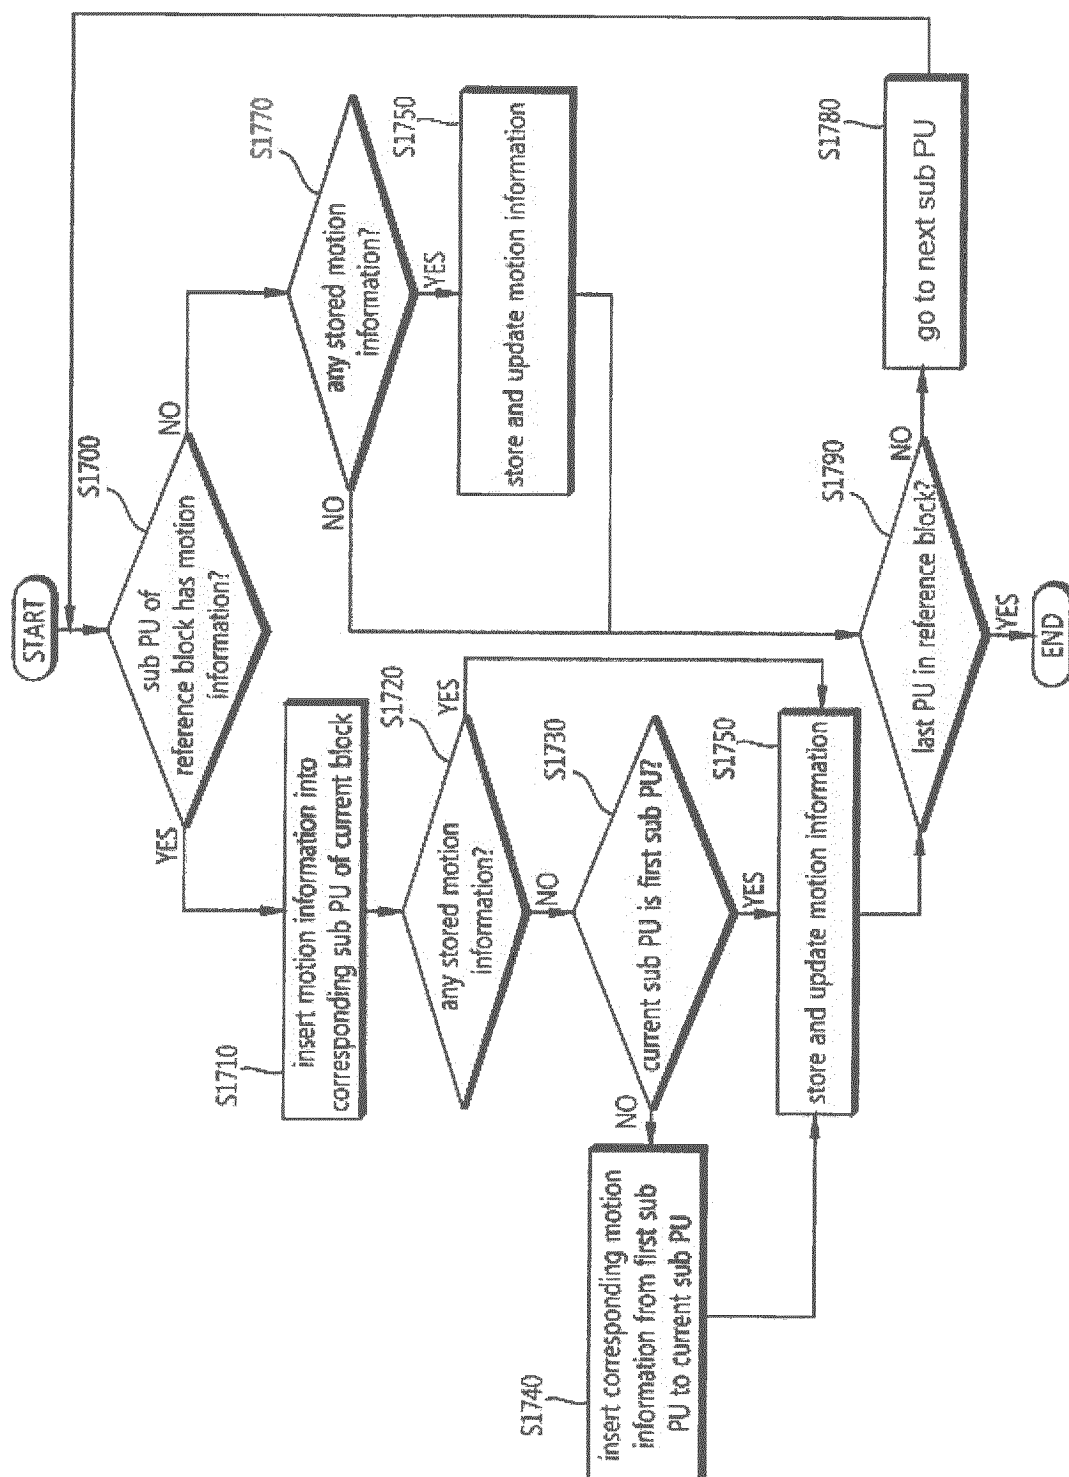 START
S1700
sub PU of
reference block has motion
information?
YES
NO
S1710
insert motion information into
corresponding sub PU of current block
S1720
any stored motion
information?
YES
NO
S1730
current sub PU is first sub PU?
NO
YES
S1740
insert corresponding motion
information from first sub
PU to current sub PU
S1750
store and update motion information
S1770
any stored motion
information?
NO
YES
S1750
store and update motion information
S1790
last PU in reference block?
NO
YES
S1780
go to next sub PU
END